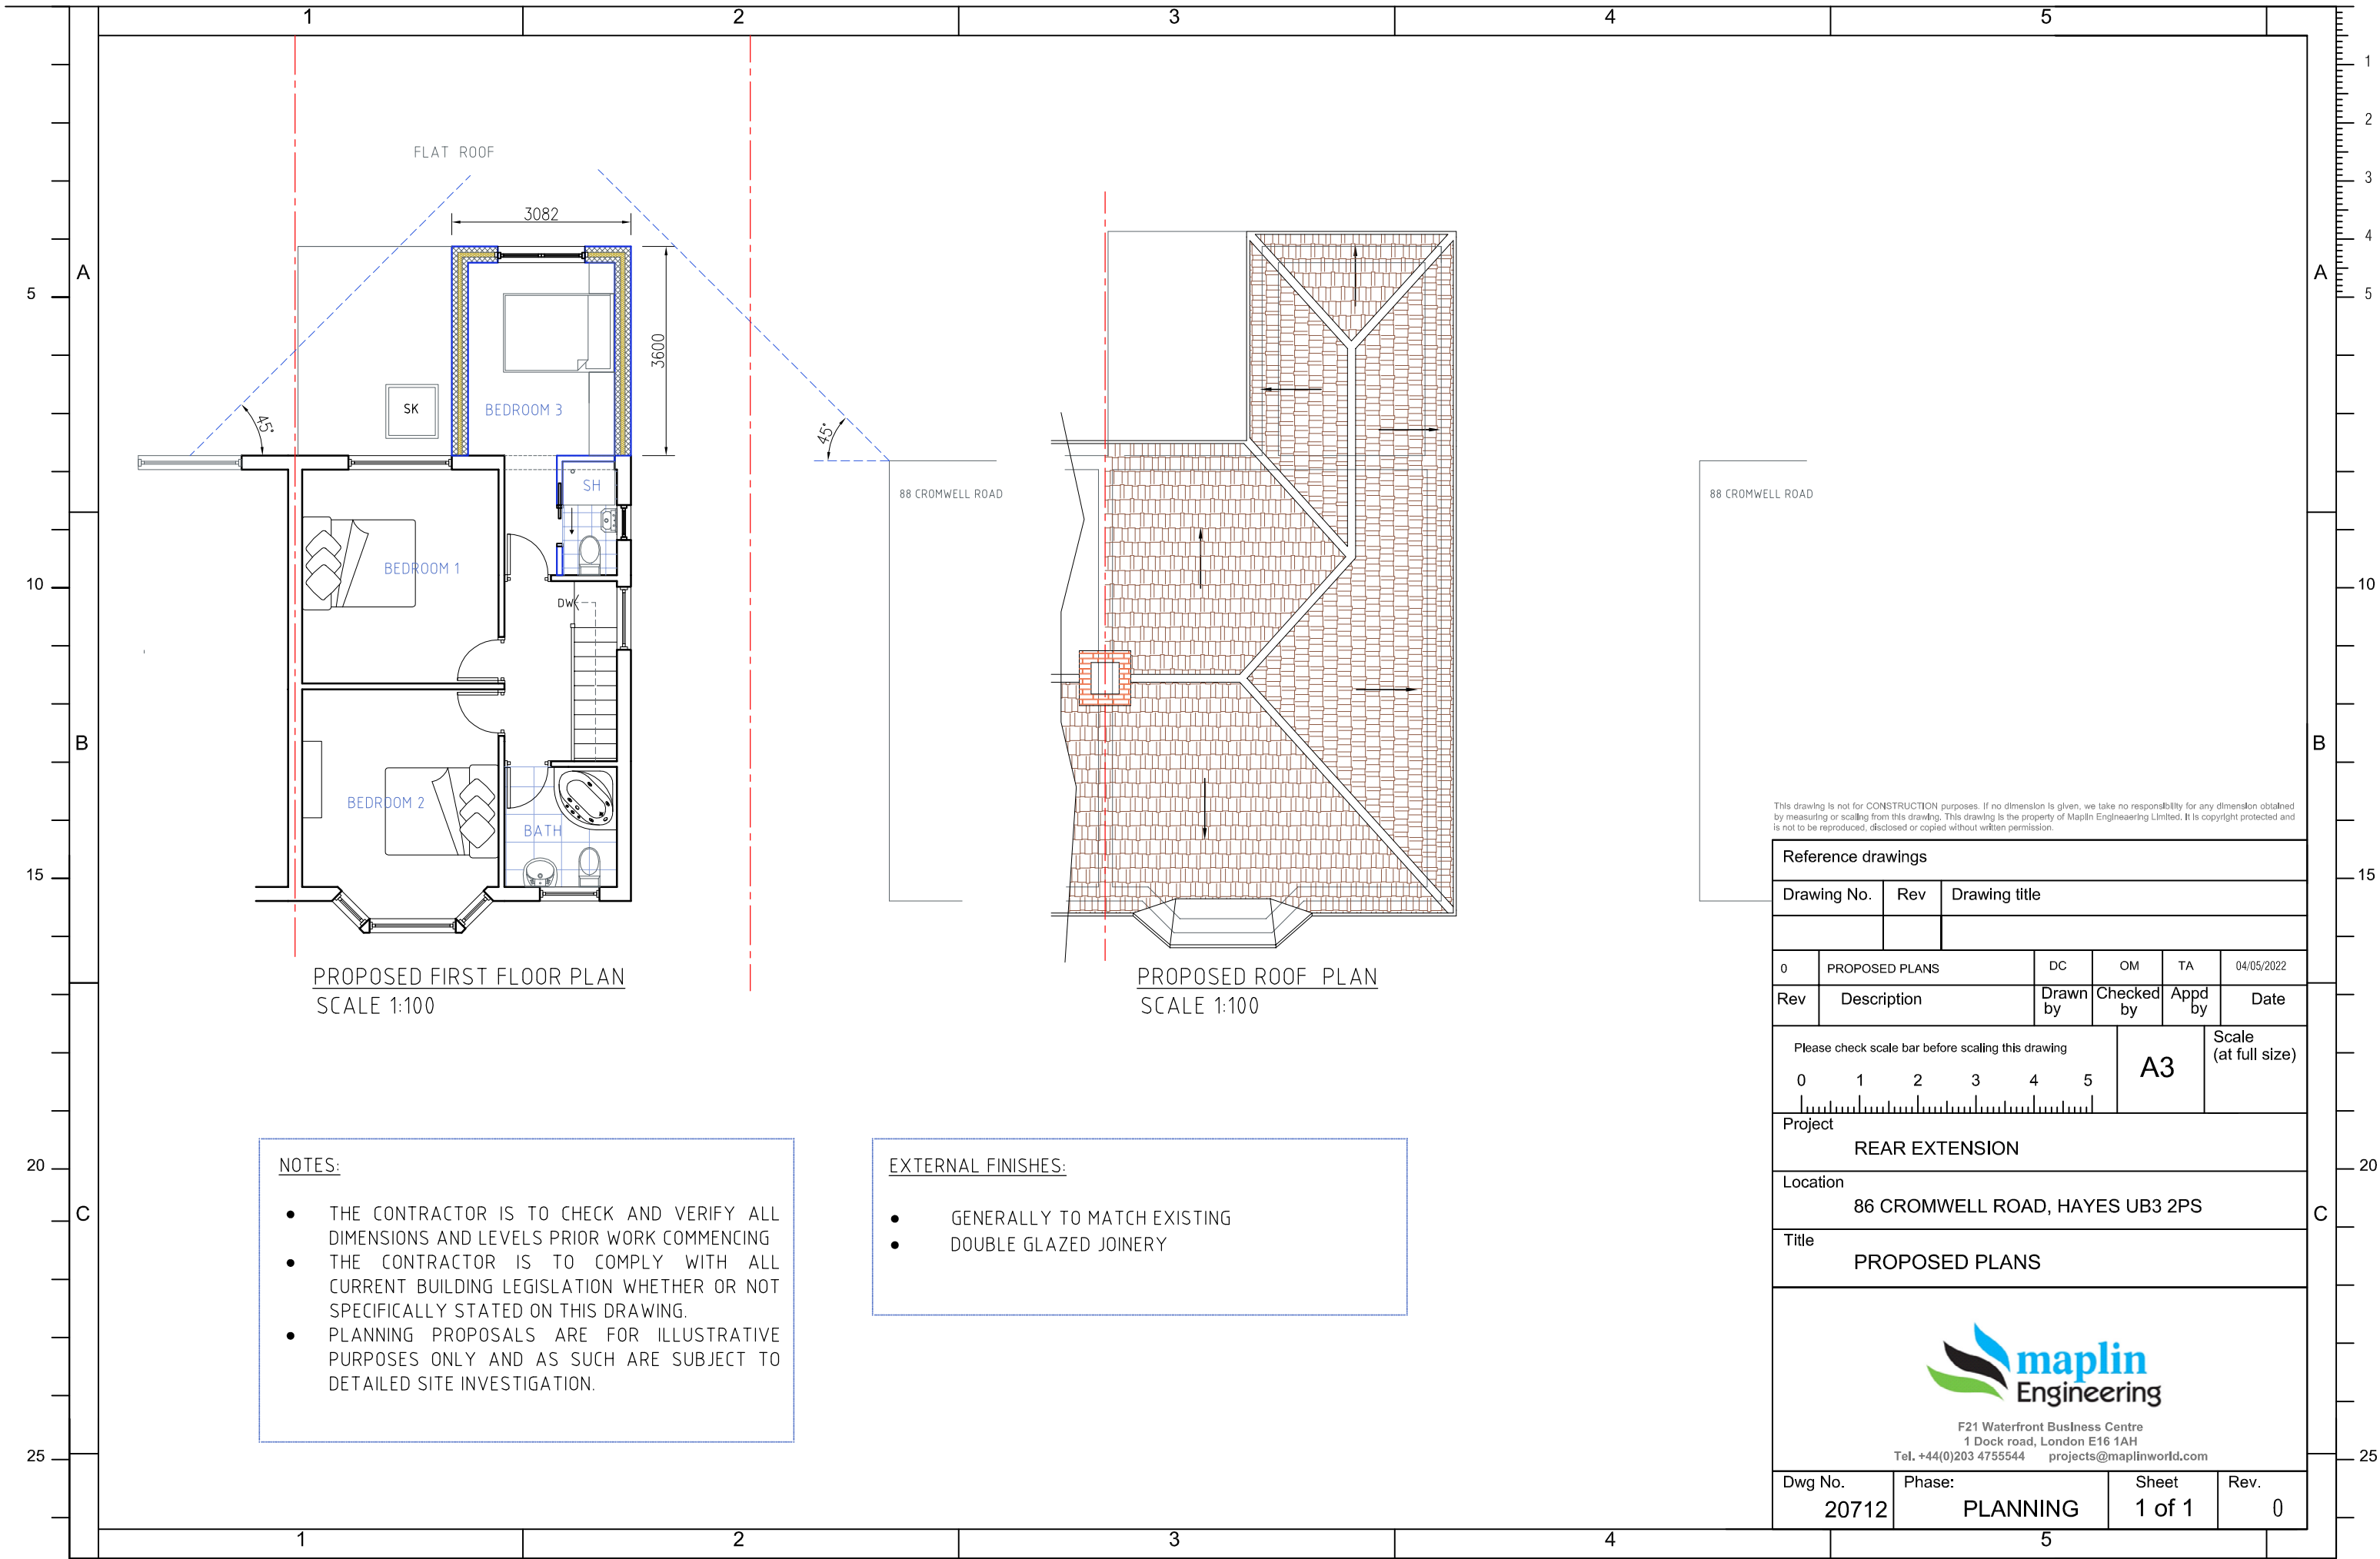 1 2 3 4 5
1
2
3
4
5
10
15
20
25
A
B
C
5
10
15
20
25
A
B
C
FLAT ROOF
3082
3600
45°
45°
SK
BEDROOM 3
SH
88 CROMWELL ROAD
BEDROOM 1
DW
BEDROOM 2
BATH
PROPOSED FIRST FLOOR PLAN
SCALE 1:100
88 CROMWELL ROAD
PROPOSED ROOF PLAN
SCALE 1:100
NOTES:
● THE CONTRACTOR IS TO CHECK AND VERIFY ALL
DIMENSIONS AND LEVELS PRIOR WORK COMMENCING
● THE CONTRACTOR IS TO COMPLY WITH ALL
CURRENT BUILDING LEGISLATION WHETHER OR NOT
SPECIFICALLY STATED ON THIS DRAWING.
● PLANNING PROPOSALS ARE FOR ILLUSTRATIVE
PURPOSES ONLY AND AS SUCH ARE SUBJECT TO
DETAILED SITE INVESTIGATION.
EXTERNAL FINISHES:
● GENERALLY TO MATCH EXISTING
● DOUBLE GLAZED JOINERY
This drawing is not for CONSTRUCTION purposes. If no dimension is given, we take no responsibility for any dimension obtained
by measuring or scaling from this drawing. This drawing is the property of Maplin Engineaering Limited. It is copyright protected and
is not to be reproduced, disclosed or copied without written permission.
Reference drawings
Drawing No. Rev Drawing title
0 PROPOSED PLANS DC OM TA 04/05/2022
Rev Description Drawn by Checked by Appd by Date
Please check scale bar before scaling this drawing
0 1 2 3 4 5
A3
Scale
(at full size)
Project
REAR EXTENSION
Location
86 CROMWELL ROAD, HAYES UB3 2PS
Title
PROPOSED PLANS
maplin
Engineering
F21 Waterfront Business Centre
1 Dock road, London E16 1AH
Tel. +44(0)203 4755544 projects@maplinworld.com
Dwg No. Phase: Sheet Rev.
20712 PLANNING 1 of 1 0
1 2 3 4 5